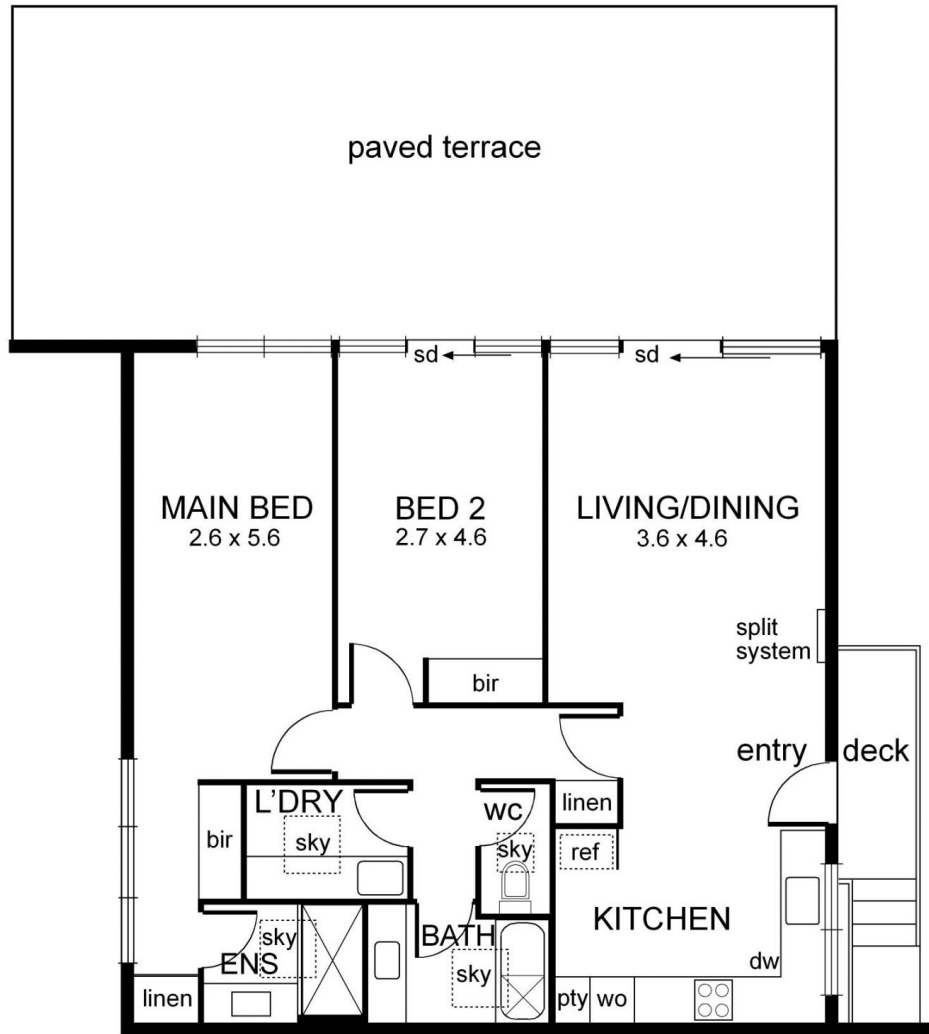 paved terrace
sd
sd
MAIN BED
2.6 x 5.6
BED 2
2.7 x 4.6
LIVING/DINING
3.6 x 4.6
split
system
bir
entry
deck
L'DRY
sky
bir
wc
sky
linen
ref
KITCHEN
sky
ENS
BATH
sky
dw
linen
pty
wo